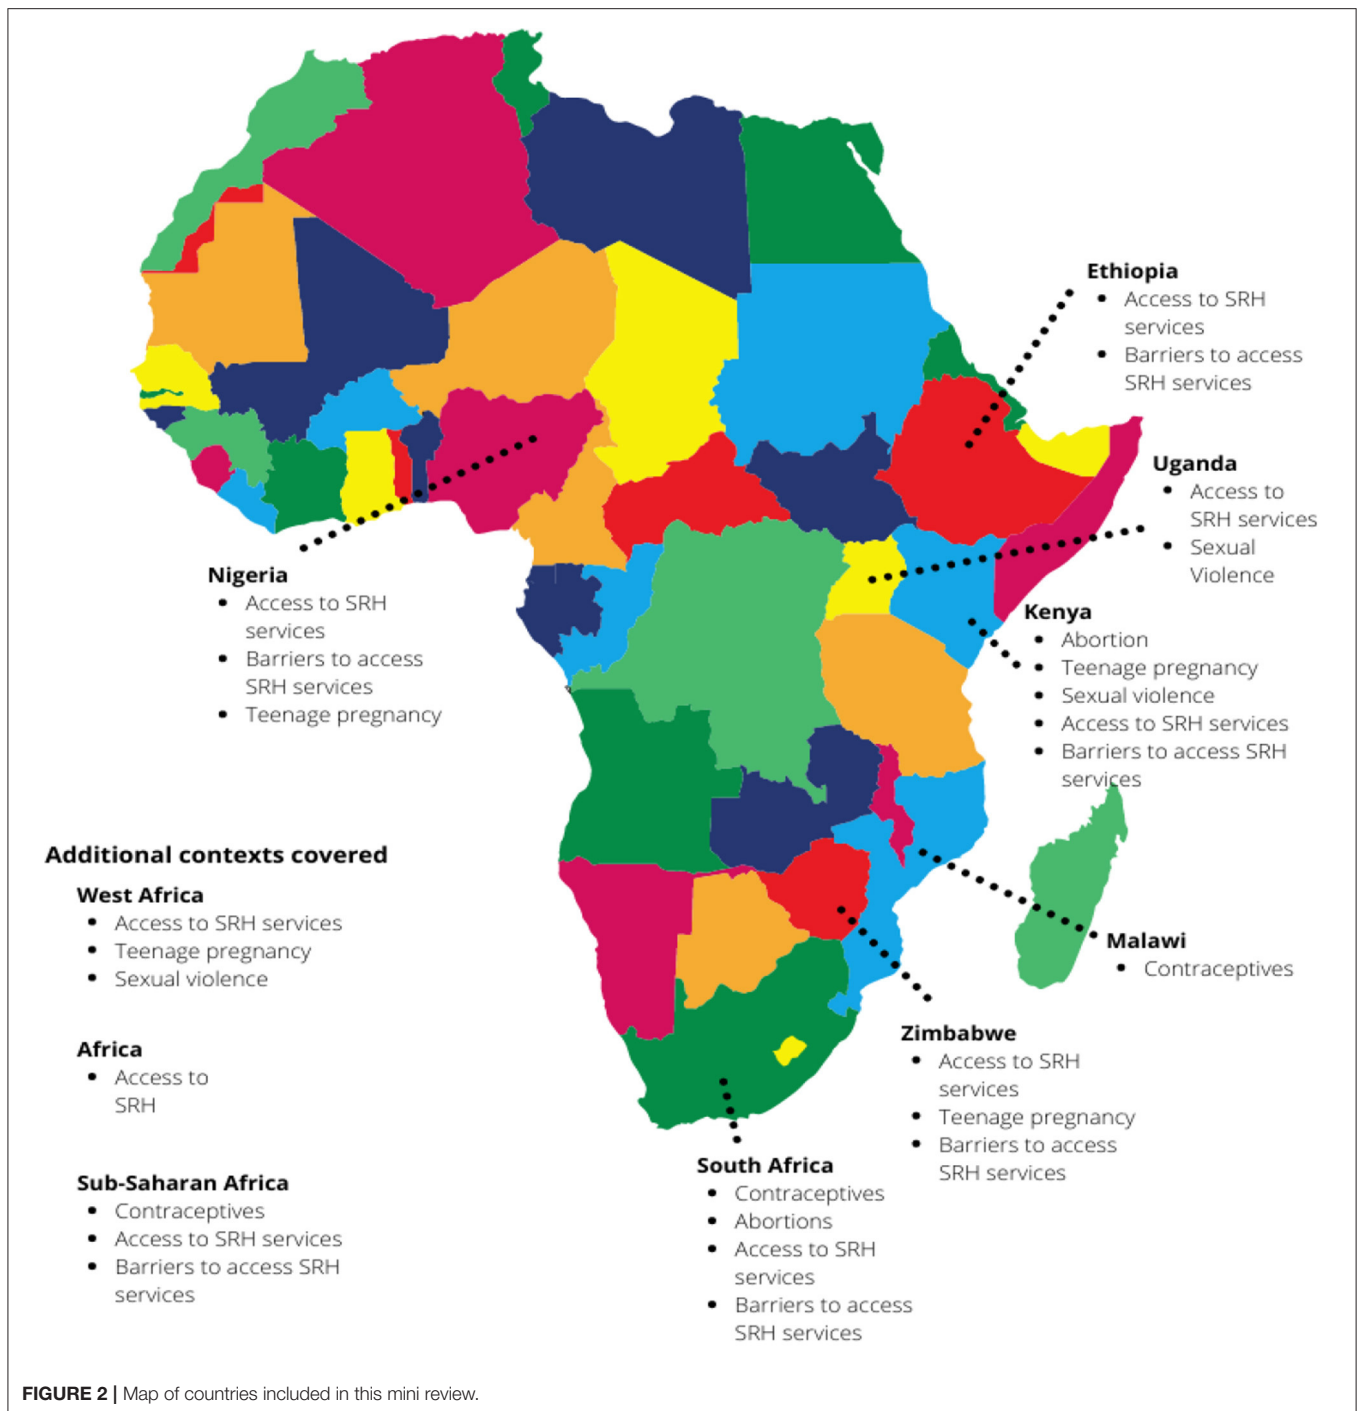 Ethiopia
• Access to SRH
services
• Barriers to access
SRH services
Uganda
• Access to
SRH services
• Sexual
Violence
Nigeria
• Access to SRH
services
• Barriers to access
SRH services
• Teenage pregnancy
Kenya
• Abortion
• Teenage pregnancy
• Sexual violence
• Access to SRH services
• Barriers to access SRH
services
Additional contexts covered
West Africa
• Access to SRH services
• Teenage pregnancy
• Sexual violence
Africa
• Access to
SRH
Sub-Saharan Africa
• Contraceptives
• Access to SRH services
• Barriers to access SRH
services
Malawi
• Contraceptives
Zimbabwe
• Access to SRH
services
• Teenage pregnancy
• Barriers to access
SRH services
South Africa
• Contraceptives
• Abortions
• Access to SRH
services
• Barriers to access
SRH services
FIGURE 2 | Map of countries included in this mini review.